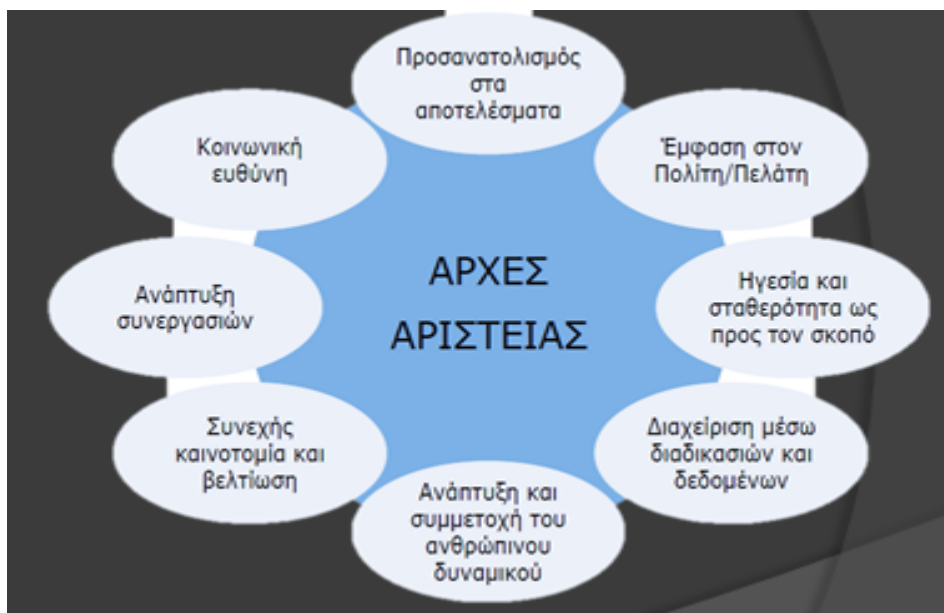 Προσανατολισμός
στα
αποτελέσματα
Έμφαση στον
Πολίτη/Πελάτη
Ηγεσία και
σταθερότητα ως
προς τον σκοπό
Διαχείριση μέσω
διαδικασιών και
δεδομένων
Ανάπτυξη και
συμμετοχή του
ανθρώπινου
δυναμικού
Συνεχής
καινοτομία και
βελτίωση
Ανάπτυξη
συνεργασιών
Κοινωνική
ευθύνη
ΑΡΧΕΣ
ΑΡΙΣΤΕΙΑΣ